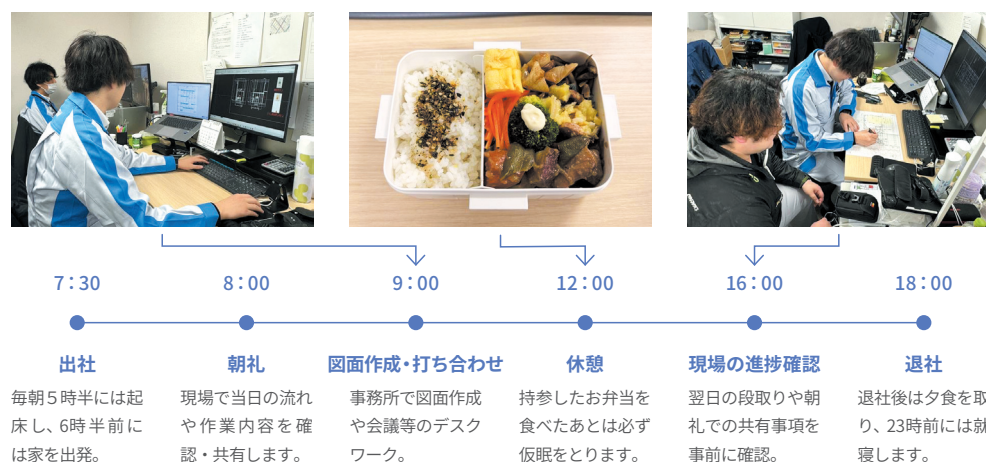 7：30
8：00
9：00
12：00
16：00
18：00
出社
朝礼
図面作成・打ち合わせ
休憩
現場の進捗確認
退社
毎朝５時半には起
床し、6時半前に
は家を出発。
現場で当日の流れ
や作業内容を確
認・共有します。
事務所で図面作成
や会議等のデスク
ワーク。
持参したお弁当を
食べたあとは必ず
仮眠をとります。
翌日の段取りや朝
礼での共有事項を
事前に確認。
退社後は夕食を取
り、23時前には就
寝します。